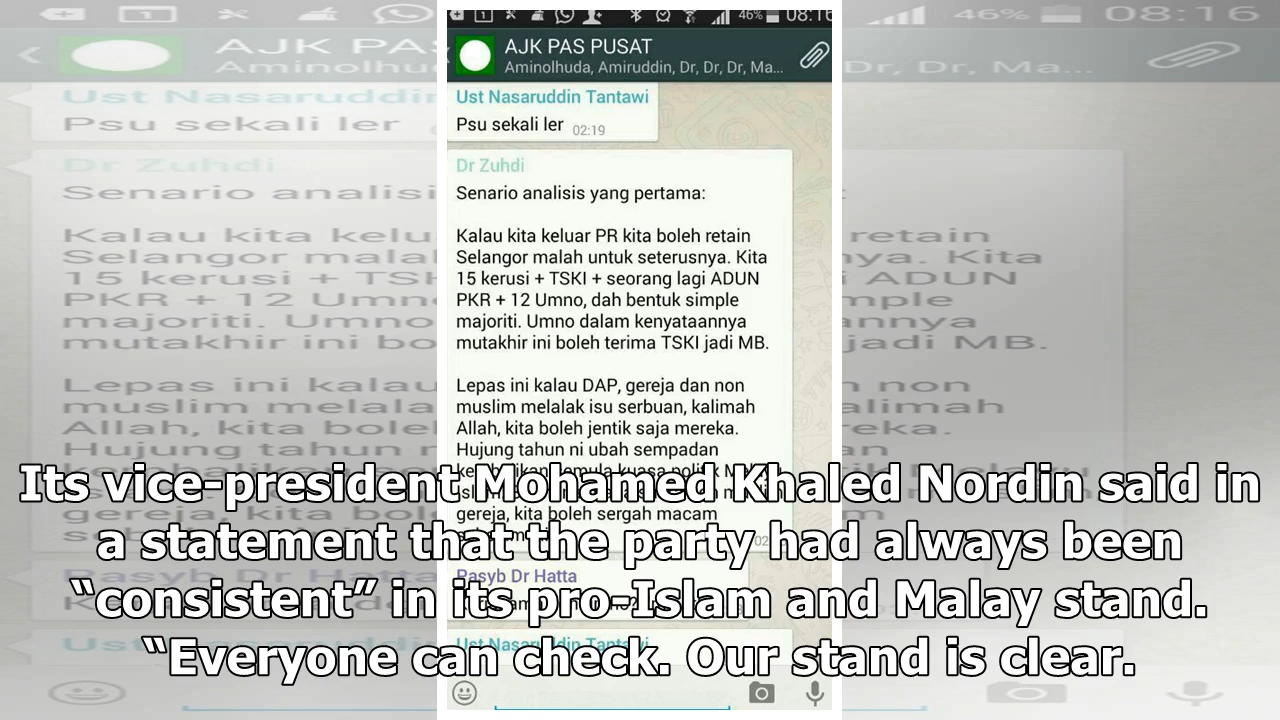 46% 08:16
AJK PAS PUSAT
Aminolhuda, Amiruddin, Dr, Dr, Dr, Ma...
Ust Nasaruddin Tantawi
Psu sekali ler 02:19
Dr Zuhdi
Senario analisis yang pertama:
Kalau kita keluar PR kita boleh retain
Selangor malah untuk seterusnya. Kita
15 kerusi + TSKI + seorang lagi ADUN
PKR + 12 Umno, dah bentuk simple
majoriti. Umno dalam kenyataannya
mutakhir ini boleh terima TSKI jadi MB.
Lepas ini kalau DAP, gereja dan non
muslim melalak isu serbuan, kalimah
Allah, kita boleh jentik saja mereka.
Hujung tahun ni ubah sempadan
gereja, kita boleh sergah macam
Rasyb Dr Hatta
Ust Nasaruddin Tantawi
Its vice-president Mohamed Khaled Nordin said in
a statement that the party had always been
“consistent” in its pro-Islam and Malay stand.
“Everyone can check. Our stand is clear.